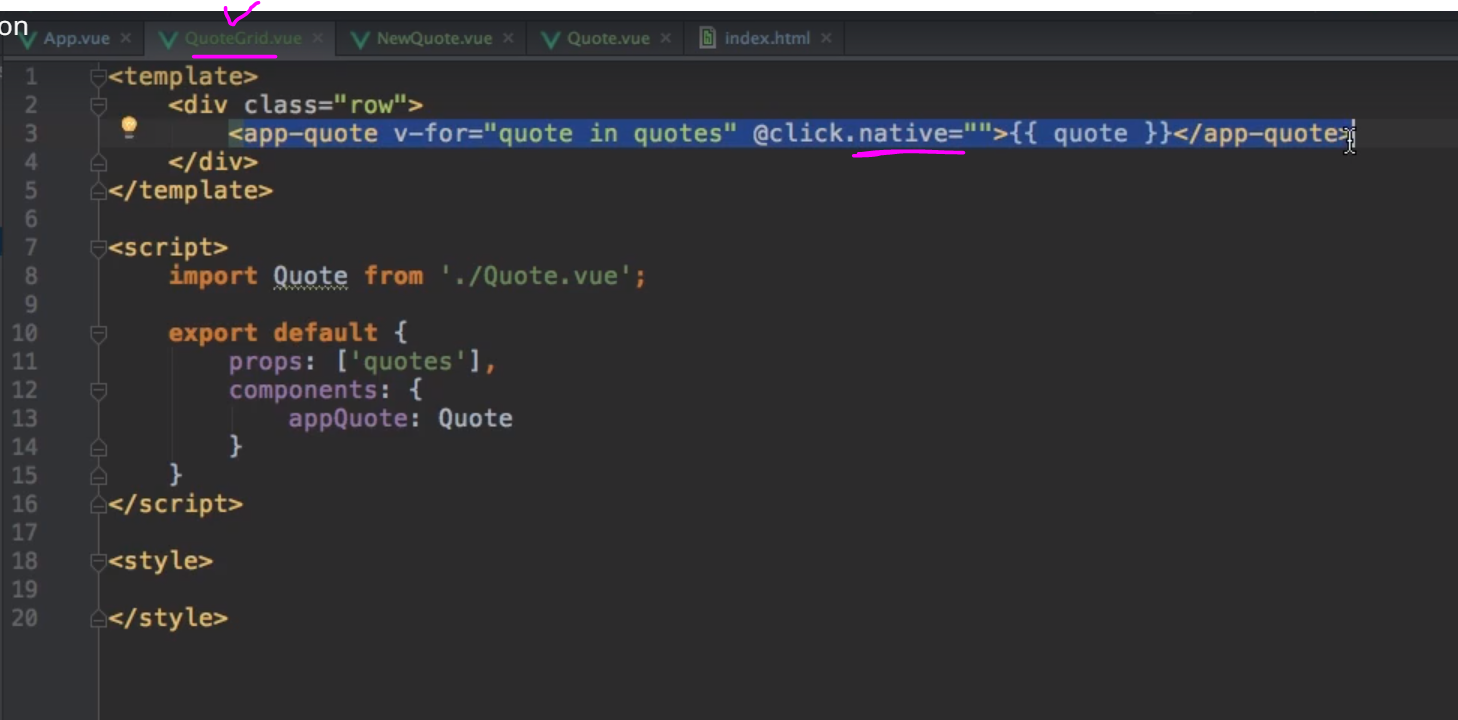 on
App.vue × QuoteGrid.vue × NewQuote.vue × Quote.vue × index.html ×
1 <template>
2 <div class="row">
3 <app-quote v-for="quote in quotes" @click.native="">{{ quote }}</app-quote>
4 </div>
5 </template>
6
7 <script>
8 import Quote from './Quote.vue';
9
10 export default {
11 props: ['quotes'],
12 components: {
13 appQuote: Quote
14 }
15 }
16 </script>
17
18 <style>
19
20 </style>